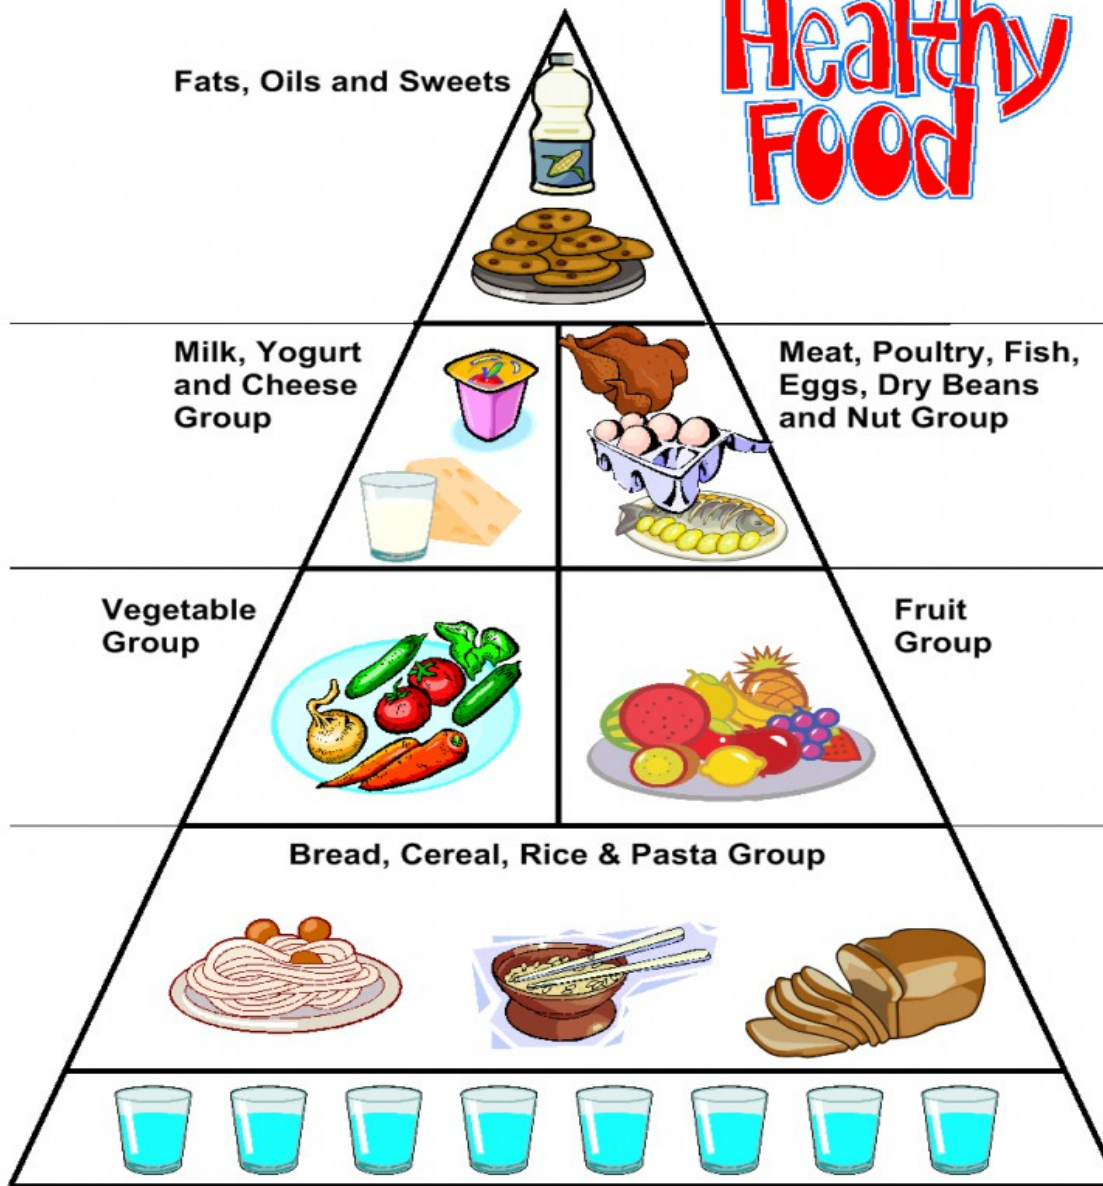 Healthy
Food
Fats, Oils and Sweets
Milk, Yogurt
and Cheese
Group
Meat, Poultry, Fish,
Eggs, Dry Beans
and Nut Group
Vegetable
Group
Fruit
Group
Bread, Cereal, Rice & Pasta Group